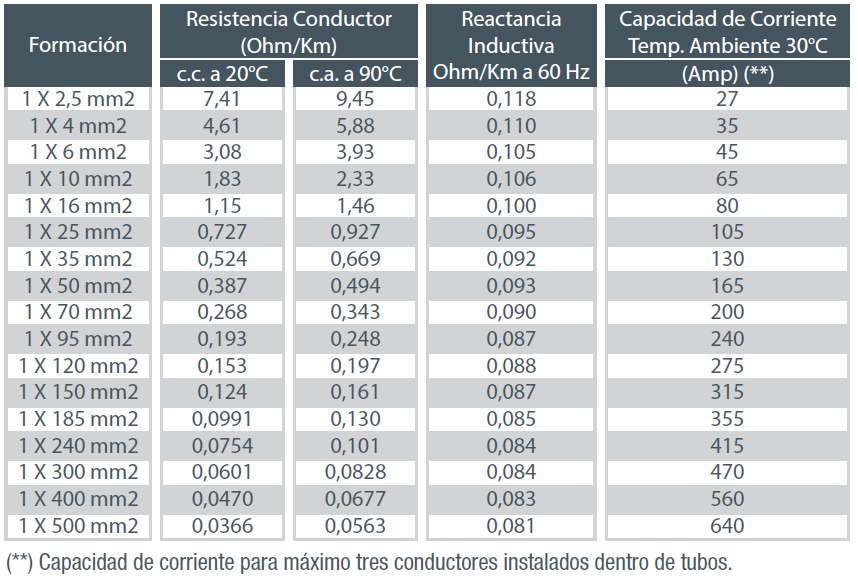 Formación
Resistencia Conductor
(Ohm/Km)
Reactancia
Inductiva
Ohm/Km a 60 Hz
Capacidad de Corriente
Temp. Ambiente 30°C
c.c. a 20°C c.a. a 90°C (Amp) (**)
1 X 2,5 mm2 7,41 9,45 0,118 27
1 X 4 mm2 4,61 5,88 0,110 35
1 X 6 mm2 3,08 3,93 0,105 45
1 X 10 mm2 1,83 2,33 0,106 65
1 X 16 mm2 1,15 1,46 0,100 80
1 X 25 mm2 0,727 0,927 0,095 105
1 X 35 mm2 0,524 0,669 0,092 130
1 X 50 mm2 0,387 0,494 0,093 165
1 X 70 mm2 0,268 0,343 0,090 200
1 X 95 mm2 0,193 0,248 0,087 240
1 X 120 mm2 0,153 0,197 0,088 275
1 X 150 mm2 0,124 0,161 0,087 315
1 X 185 mm2 0,0991 0,130 0,085 355
1 X 240 mm2 0,0754 0,101 0,084 415
1 X 300 mm2 0,0601 0,0828 0,084 470
1 X 400 mm2 0,0470 0,0677 0,083 560
1 X 500 mm2 0,0366 0,0563 0,081 640
(**) Capacidad de corriente para máximo tres conductores instalados dentro de tubos.